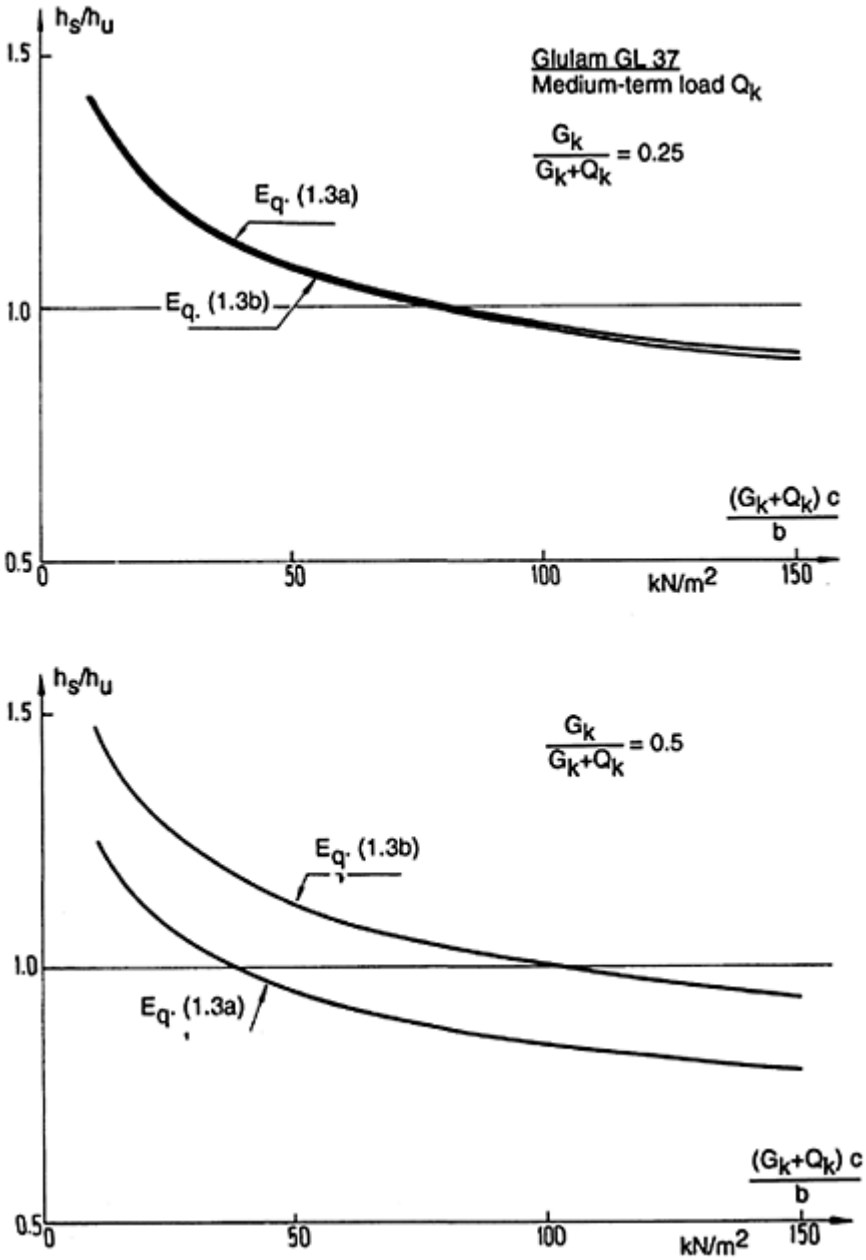 hs/hu
1.5
Glulam GL 37
Medium-term load Qk
Gk
Gk+Qk = 0.25
Eq. (1.3a)
Eq. (1.3b)
1.0
(Gk+Qk) c
b
0.5
0 50 100 150
kN/m²
hs/hu
1.5
Gk
Gk+Qk = 0.5
Eq. (1.3b)
1.0
Eq. (1.3a)
(Gk+Qk) c
b
0.5
0 50 100 150
kN/m²